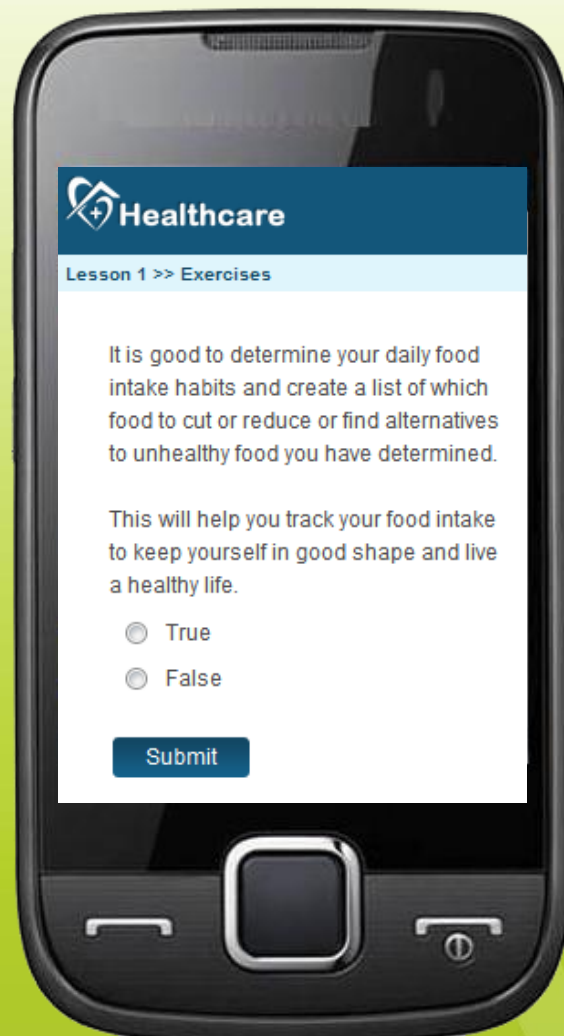 Healthcare
Lesson 1 >> Exercises
It is good to determine your daily food
intake habits and create a list of which
food to cut or reduce or find alternatives
to unhealthy food you have determined.
This will help you track your food intake
to keep yourself in good shape and live
a healthy life.
True
False
Submit